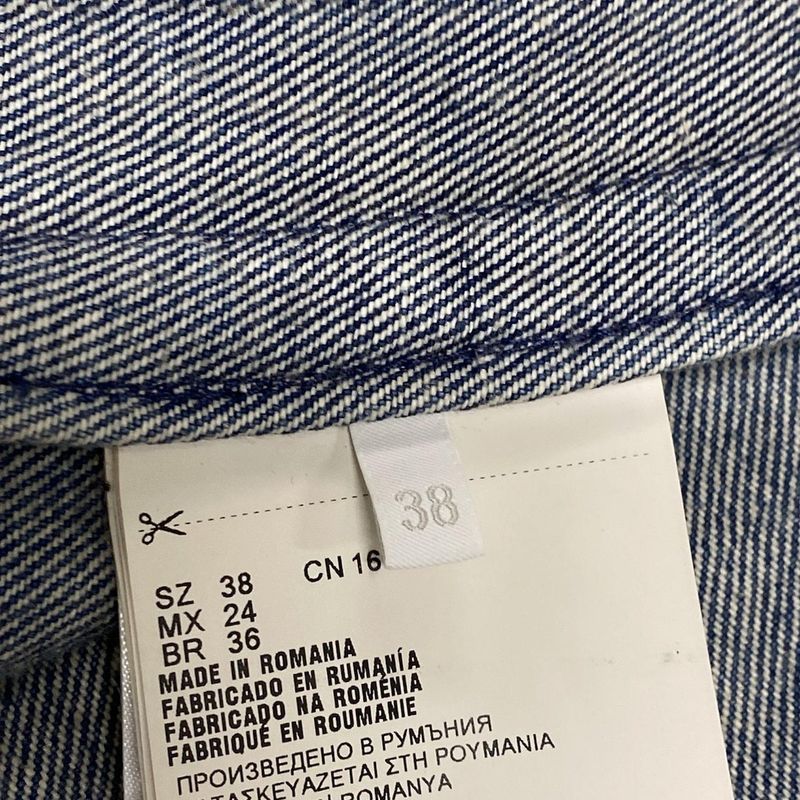 38
SZ 38
CN 16
MX 24
BR 36
MADE IN ROMANIA
FABRICADO EN RUMANÍA
FABRICADO NA ROMÉNIA
FABRIQUÉ EN ROUMANIE
ПРОИЗВЕДЕНО В РУМЪНИЯ
ΚΑΤΑΣΚΕΥΑΖΕΤΑΙ ΣΤΗ ΡΟΥΜΑΝΙΑ
ROMANYA